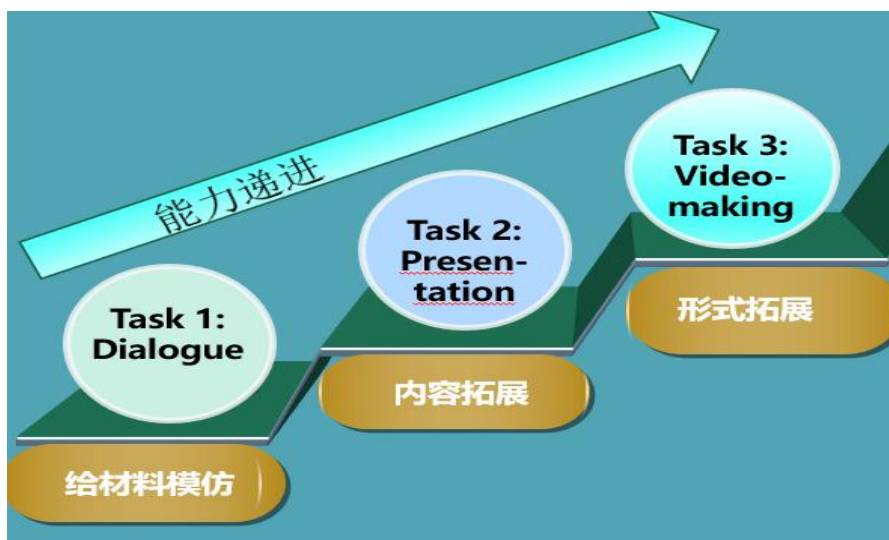 能力递进
Task 1:
Dialogue
给材料模仿
Task 2:
Presen-
tation
内容拓展
Task 3:
Video-
making
形式拓展